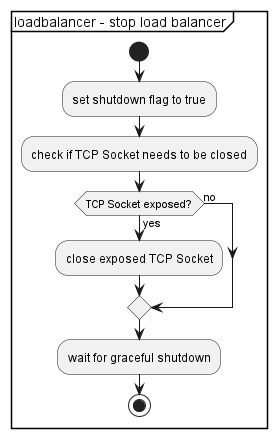 loadbalancer - stop load balancer
set shutdown flag to true
check if TCP Socket needs to be closed
TCP Socket exposed?
no
yes
close exposed TCP Socket
wait for graceful shutdown